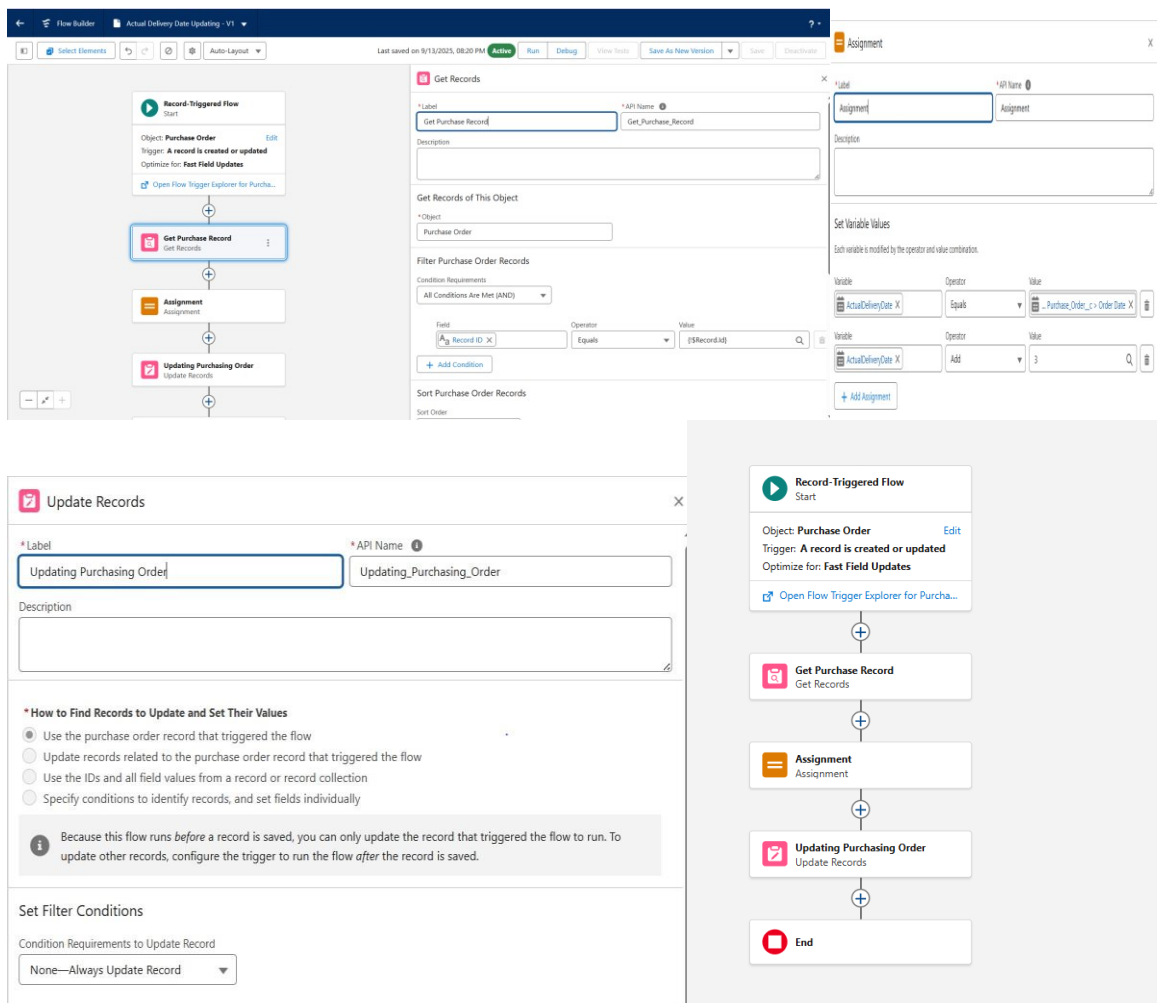 Flow Builder
Actual Delivery Date Updating - V1
?
Select Elements
Auto-Layout
Last saved on 9/13/2025, 08:20 PM
Active
Run
Debug
View Tests
Save As New Version
Save
Deactivate
Record-Triggered Flow
Start
Object: Purchase Order
Edit
Trigger: A record is created or updated
Optimize for: Fast Field Updates
Open Flow Trigger Explorer for Purcha...
Get Purchase Record
Get Records
Assignment
Assignment
Updating Purchasing Order
Update Records
Get Records
*Label
*API Name
Get Purchase Record
Get_Purchase_Record
Description
Get Records of This Object
*Object
Purchase Order
Filter Purchase Order Records
Condition Requirements
All Conditions Are Met (AND)
Field
Operator
Value
Record ID
Equals
{!$Record.Id}
+ Add Condition
Sort Purchase Order Records
Sort Order
Assignment
*Label
*API Name
Assignment
Assignment
Description
Set Variable Values
Each variable is modified by the operator and value combination.
Variable
Operator
Value
ActualDeliveryDate
Equals
... Purchase_Order__c > Order Date
Variable
Operator
Value
ActualDeliveryDate
Add
3
+ Add Assignment
Update Records
*Label
*API Name
Updating Purchasing Order
Updating_Purchasing_Order
Description
*How to Find Records to Update and Set Their Values
Use the purchase order record that triggered the flow
Update records related to the purchase order record that triggered the flow
Use the IDs and all field values from a record or record collection
Specify conditions to identify records, and set fields individually
Because this flow runs before a record is saved, you can only update the record that triggered the flow to run. To
update other records, configure the trigger to run the flow after the record is saved.
Set Filter Conditions
Condition Requirements to Update Record
None—Always Update Record
Record-Triggered Flow
Start
Object: Purchase Order
Edit
Trigger: A record is created or updated
Optimize for: Fast Field Updates
Open Flow Trigger Explorer for Purcha...
Get Purchase Record
Get Records
Assignment
Assignment
Updating Purchasing Order
Update Records
End